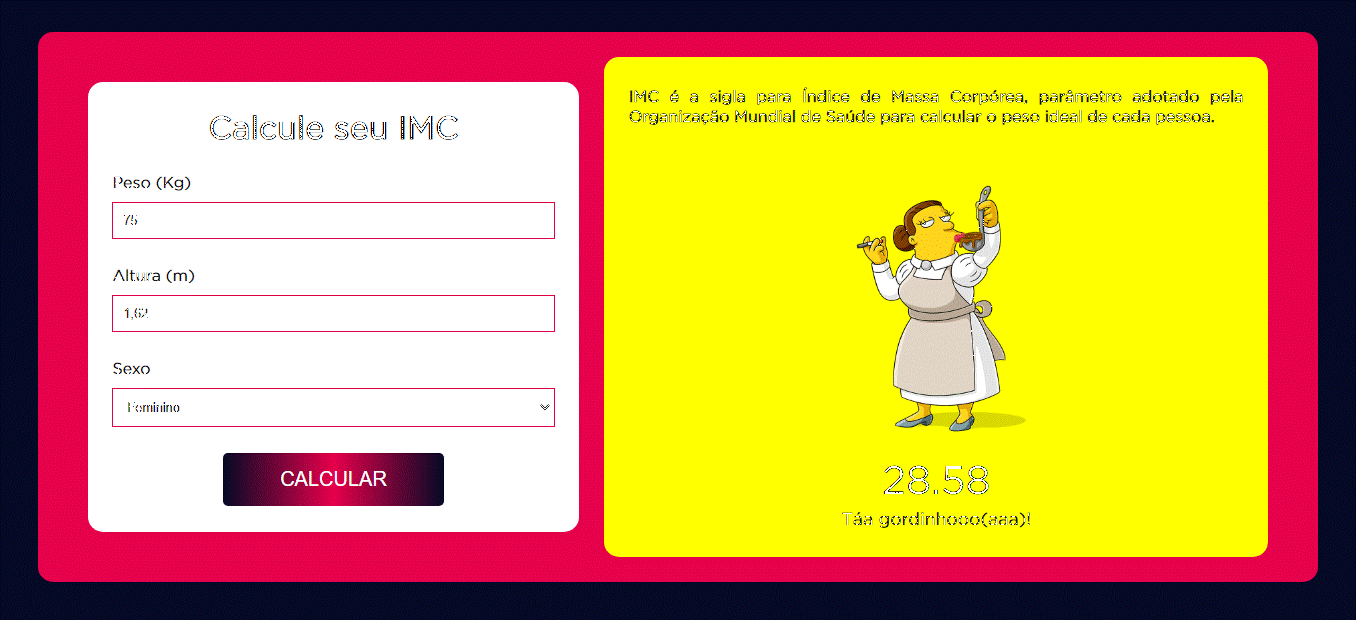 Calcule seu IMC
Peso (Kg)
75
Altura (m)
1,62
Sexo
Feminino
CALCULAR
IMC é a sigla para Índice de Massa Corpórea, parâmetro adotado pela
Organização Mundial de Saúde para calcular o peso ideal de cada pessoa.
28.58
Táa gordinhooo(aaa)!